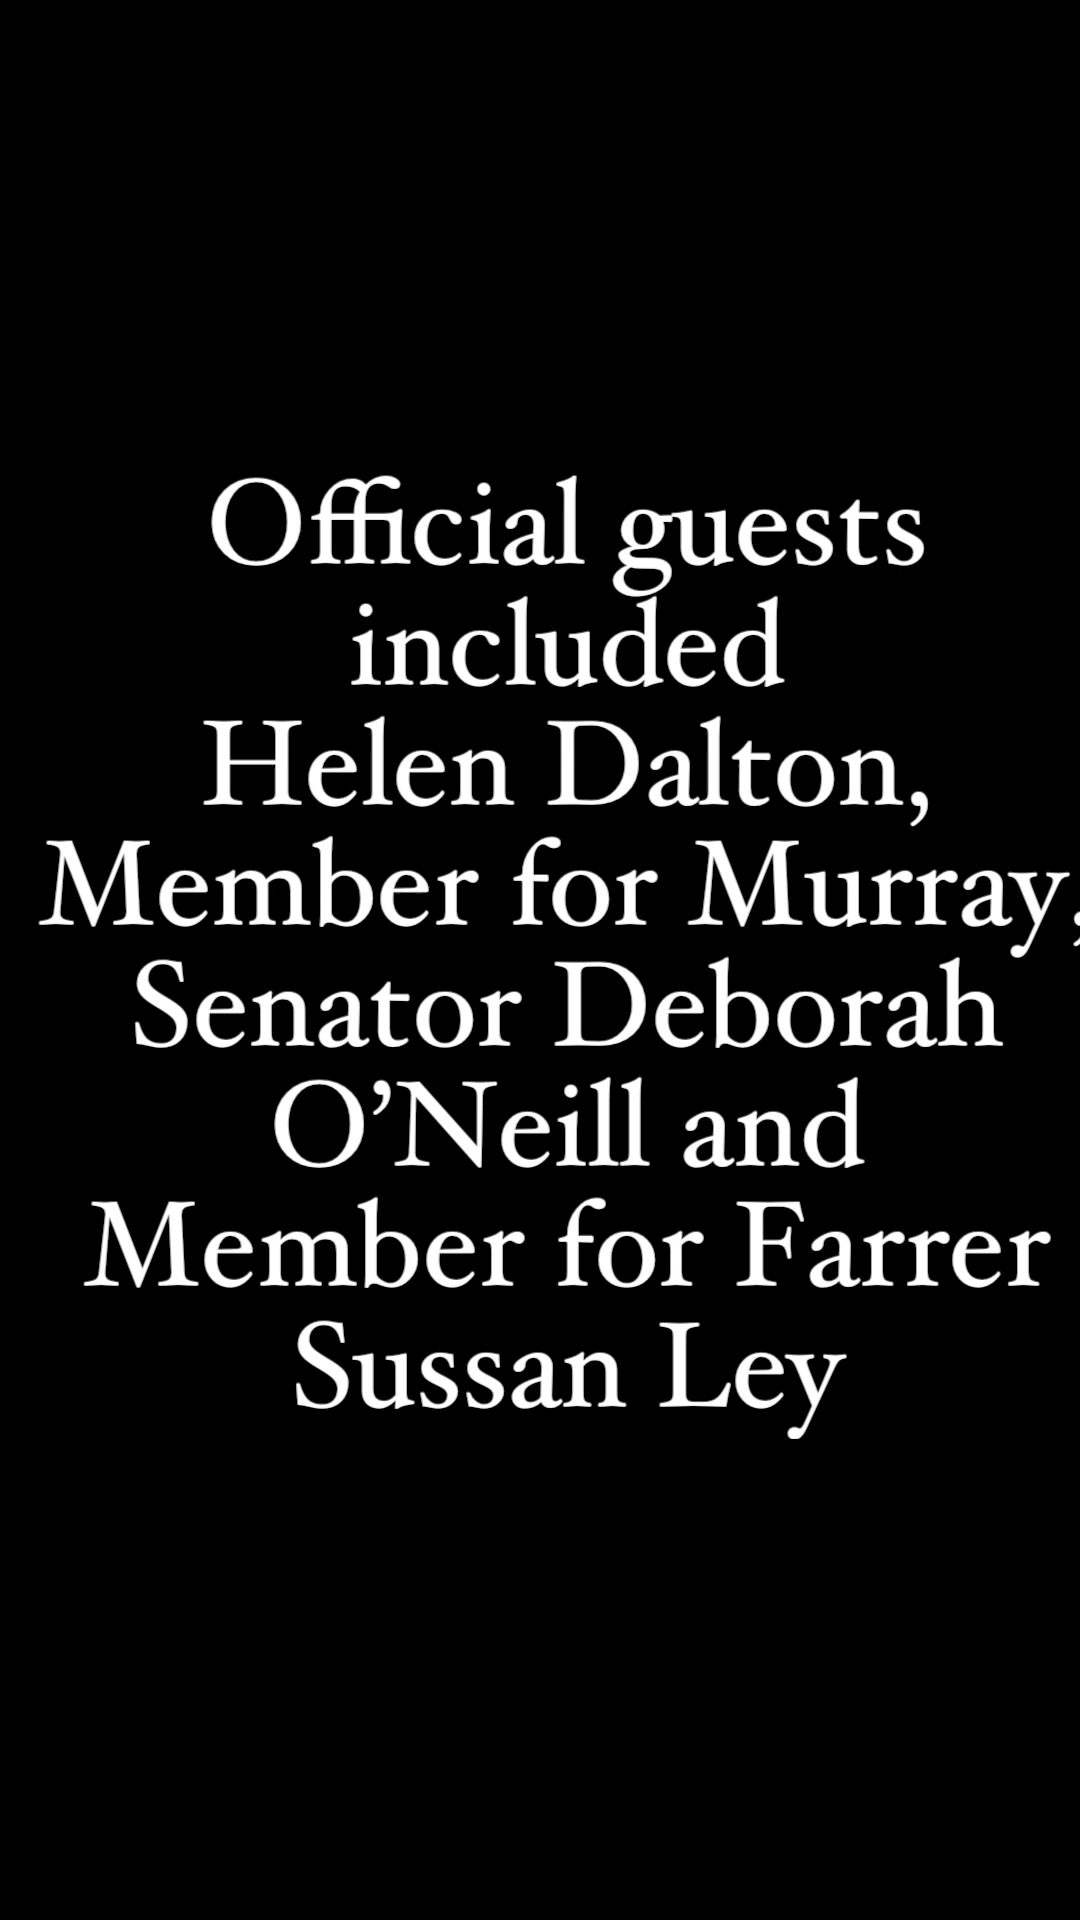 Official guests
included
Helen Dalton,
Member for Murray,
Senator Deborah
O’Neill and
Member for Farrer
Sussan Ley